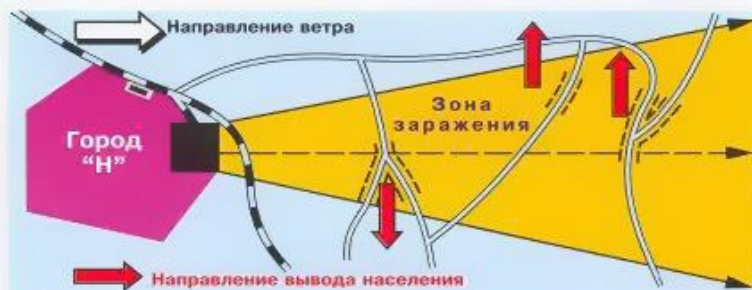 Направление ветра
Зона
заражения
Город
"Н"
Направление вывода населения